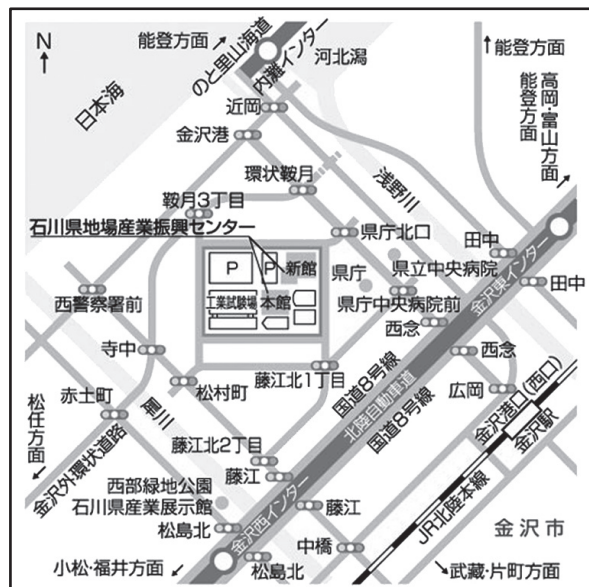 N
能登方面
のと里山海道
内灘インター
河北潟
能登方面
高岡・富山方面
能登方面
日本海
近岡
金沢港
環状鞍月
浅野川
鞍月3丁目
石川県地場産業振興センター
県庁北口
田中
P
P
新館
県庁
県立中央病院
金沢東インター
田中
西警察署前
工業試験場
本館
県庁中央病院前
西念
寺中
藤江北1丁目
国道8号線
西念
赤土町
松村町
北陸自動車道
広岡
金沢港口(西口)
松任方面
犀川
国道8号線
金沢駅
金沢外環状道路
藤江北2丁目
藤江
JR北陸本線
西部緑地公園
石川県産業展示館
金沢西インター
藤江
松島北
金沢市
中橋
小松・福井方面
松島北
武蔵・片町方面